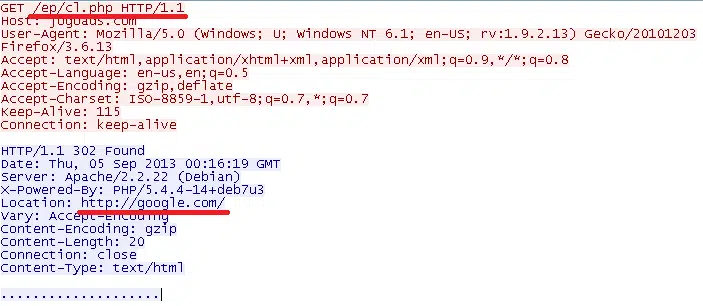 GET /ep/cl.php HTTP/1.1
Host: joguads.com
User-Agent: Mozilla/5.0 (Windows; U; Windows NT 6.1; en-US; rv:1.9.2.13) Gecko/20101203
Firefox/3.6.13
Accept: text/html,application/xhtml+xml,application/xml;q=0.9,*/*;q=0.8
Accept-Language: en-us,en;q=0.5
Accept-Encoding: gzip,deflate
Accept-Charset: ISO-8859-1,utf-8;q=0.7,*;q=0.7
Keep-Alive: 115
Connection: keep-alive
HTTP/1.1 302 Found
Date: Thu, 05 Sep 2013 00:16:19 GMT
Server: Apache/2.2.22 (Debian)
X-Powered-By: PHP/5.4.4-14+deb7u3
Location: http://google.com/
Vary: Accept-Encoding
Content-Encoding: gzip
Content-Length: 20
Connection: close
Content-Type: text/html
....................